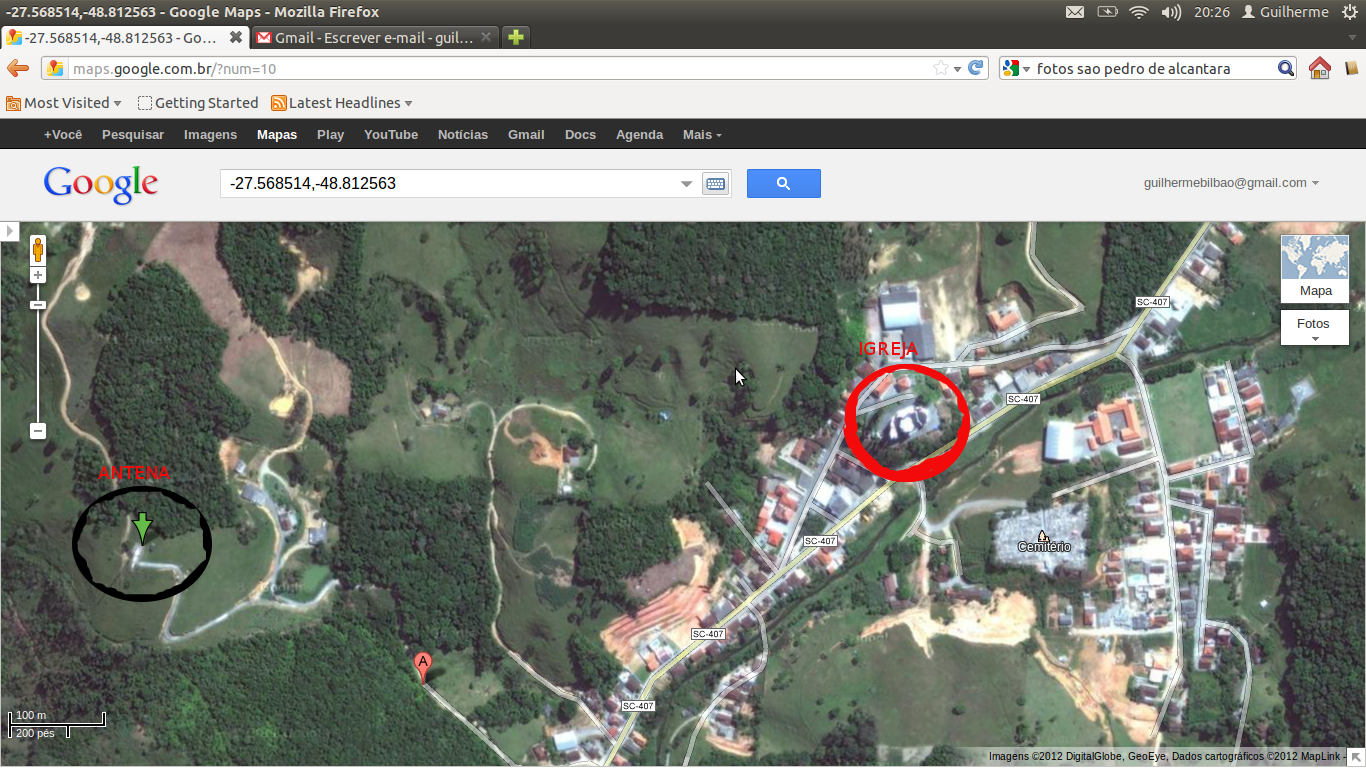 -27.568514,-48.812563 - Google Maps - Mozilla Firefox
20:26 Guilherme
-27.568514,-48.812563 - Go...
Gmail - Escrever e-mail - guil...
maps.google.com.br/?num=10
fotos sao pedro de alcantara
Most Visited
Getting Started
Latest Headlines
+Você Pesquisar Imagens Mapas Play YouTube Notícias Gmail Docs Agenda Mais
Google
-27.568514,-48.812563
guilhermebilbao@gmail.com
Mapa
SC-407
Fotos
IGREJA
SC-407
ANTENA
SC-407
Cemitério
SC-407
A
SC-407
100 m
200 pés
Imagens ©2012 DigitalGlobe, GeoEye, Dados cartográficos ©2012 MapLink -